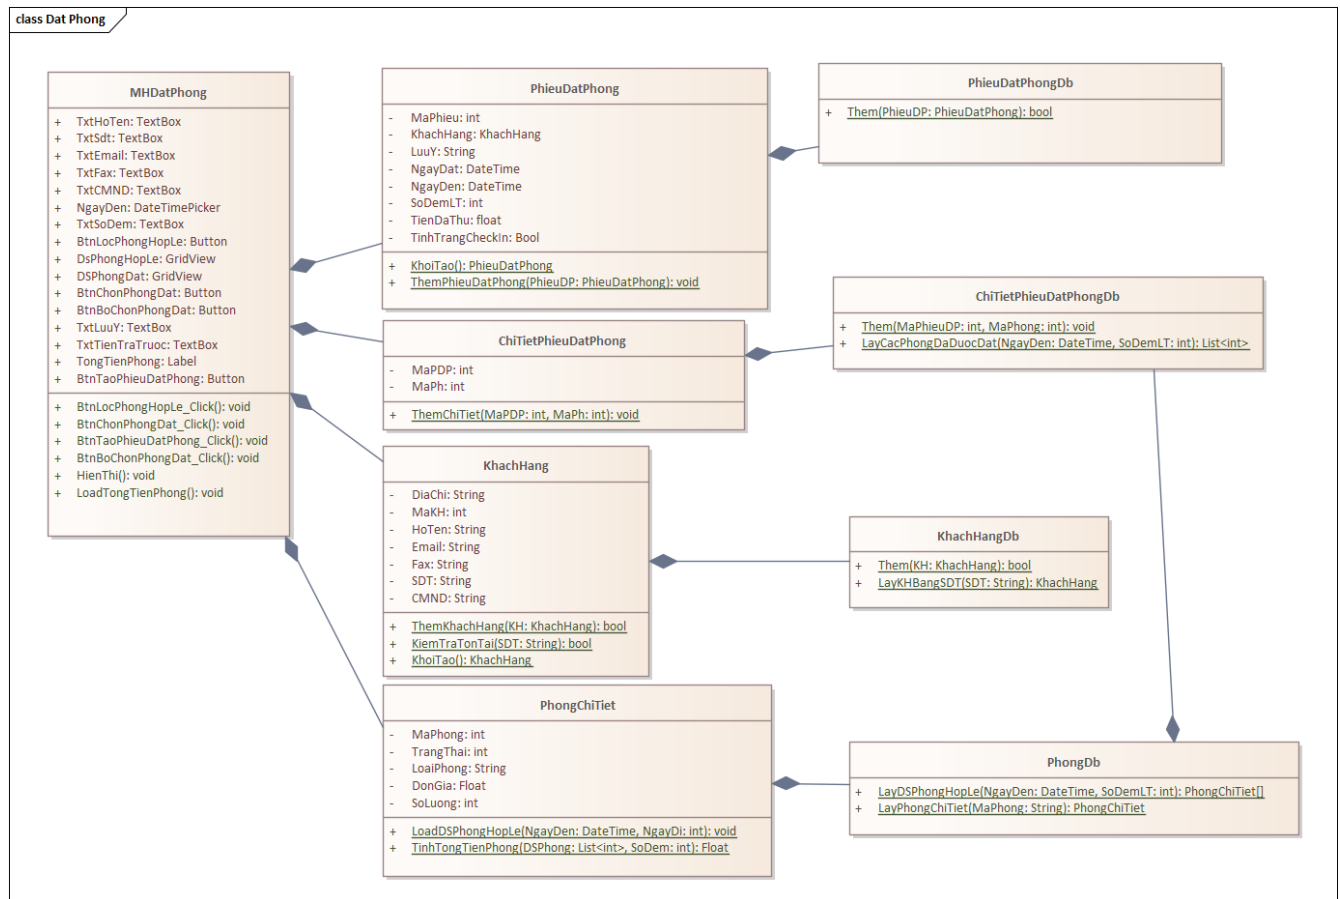 class Dat Phong
MHDatPhong
+ TxtHoTen: TextBox
+ TxtSdt: TextBox
+ TxtEmail: TextBox
+ TxtFax: TextBox
+ TxtCMND: TextBox
+ NgayDen: DateTimePicker
+ TxtSoDem: TextBox
+ BtnLocPhongHopLe: Button
+ DsPhongHopLe: GridView
+ DSPhongDat: GridView
+ BtnChonPhongDat: Button
+ BtnBoChonPhongDat: Button
+ TxtLuuY: TextBox
+ TxtTienTraTruoc: TextBox
+ TongTienPhong: Label
+ BtnTaoPhieuDatPhong: Button
+ BtnLocPhongHopLe_Click(): void
+ BtnChonPhongDat_Click(): void
+ BtnTaoPhieuDatPhong_Click(): void
+ BtnBoChonPhongDat_Click(): void
+ HienThi(): void
+ LoadTongTienPhong(): void
PhieuDatPhong
- MaPhieu: int
- KhachHang: KhachHang
- LuuY: String
- NgayDat: DateTime
- NgayDen: DateTime
- SoDemLT: int
- TienDaThu: float
- TinhTrangCheckIn: Bool
+ KhoiTao(): PhieuDatPhong
+ ThemPhieuDatPhong(PhieuDP: PhieuDatPhong): void
PhieuDatPhongDb
+ Them(PhieuDP: PhieuDatPhong): bool
ChiTietPhieuDatPhong
- MaPDP: int
- MaPh: int
+ ThemChiTiet(MaPDP: int, MaPh: int): void
ChiTietPhieuDatPhongDb
+ Them(MaPhieuDP: int, MaPhong: int): void
+ LayCacPhongDaDuocDat(NgayDen: DateTime, SoDemLT: int): List<int>
KhachHang
- DiaChi: String
- MaKH: int
- HoTen: String
- Email: String
- Fax: String
- SDT: String
- CMND: String
+ ThemKhachHang(KH: KhachHang): bool
+ KiemTraTonTai(SDT: String): bool
+ KhoiTao(): KhachHang
KhachHangDb
+ Them(KH: KhachHang): bool
+ LayKHBangSDT(SDT: String): KhachHang
PhongChiTiet
- MaPhong: int
- TrangThai: int
- LoaiPhong: String
- DonGia: Float
- SoLuong: int
+ LoadDSPhongHopLe(NgayDen: DateTime, NgayDi: int): void
+ TinhTongTienPhong(DSPhong: List<int>, SoDem: int): Float
PhongDb
+ LayDSPhongHopLe(NgayDen: DateTime, SoDemLT: int): PhongChiTiet[]
+ LayPhongChiTiet(MaPhong: String): PhongChiTiet